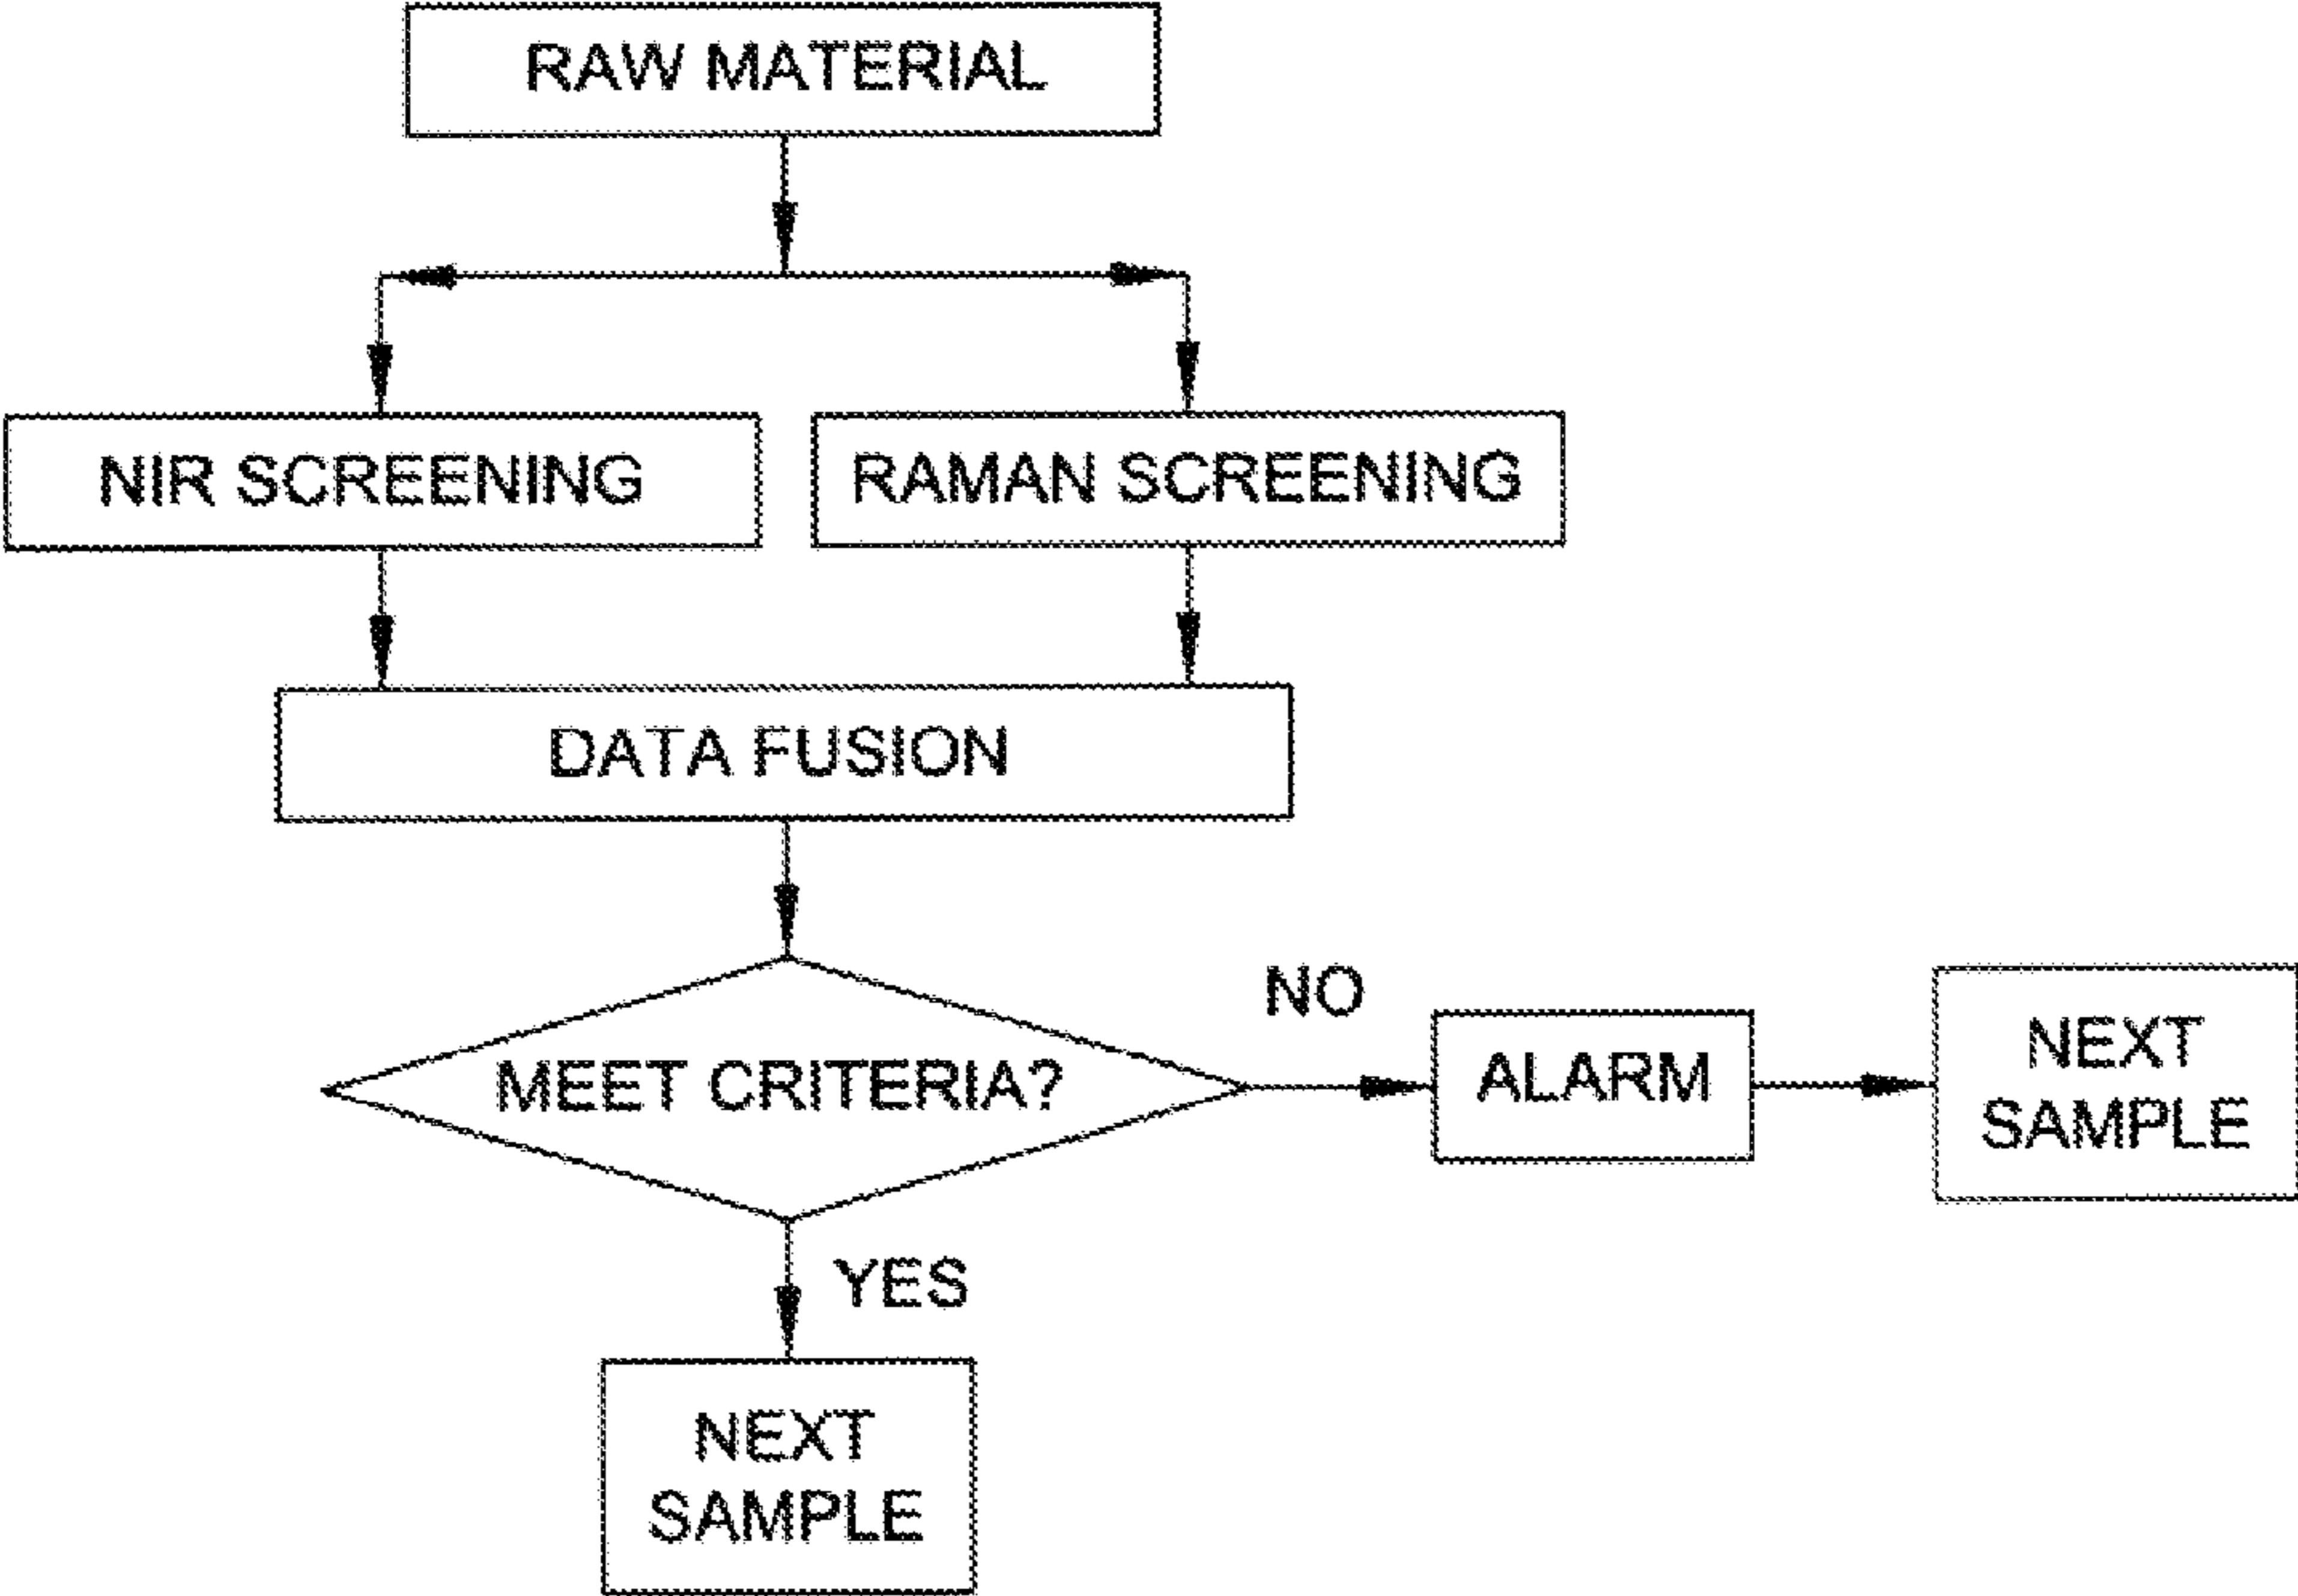 RAW MATERIAL
NIR SCREENING
RAMAN SCREENING
DATA FUSION
MEET CRITERIA?
NO
ALARM
NEXT
SAMPLE
YES
NEXT
SAMPLE